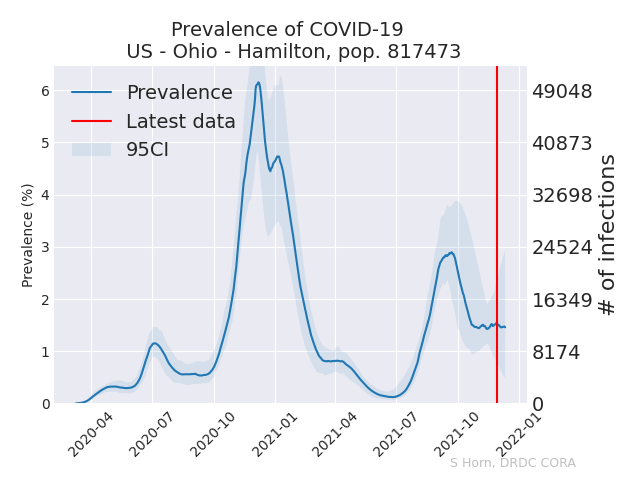 Prevalence of COVID-19
US - Ohio - Hamilton, pop. 817473
Prevalence
Latest data
95CI
Prevalence (%)
6
5
4
3
2
1
0
49048
40873
32698
24524
16349
8174
0
# of infections
2020-04
2020-07
2020-10
2021-01
2021-04
2021-07
2021-10
2022-01
S Horn, DRDC CORA